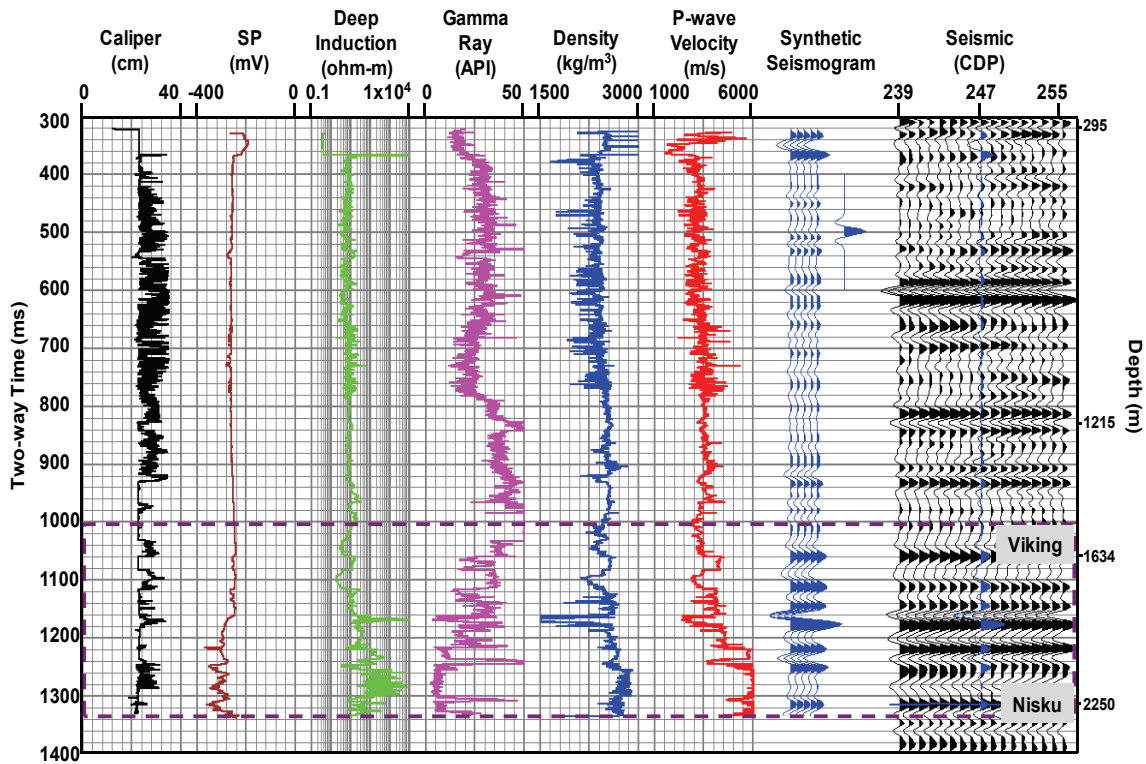 Caliper
(cm)
SP
(mV)
Deep
Induction
(ohm-m)
Gamma
Ray
(API)
Density
(kg/m³)
P-wave
Velocity
(m/s)
Synthetic
Seismogram
Seismic
(CDP)
0 40 -400 0 0.1 1x10⁴ 0 50 1500 3000 1000 6000 239 247 255
Two-way Time (ms)
300
400
500
600
700
800
900
1000
1100
1200
1300
1400
295
1215
1634
2250
Depth (m)
Viking
Nisku